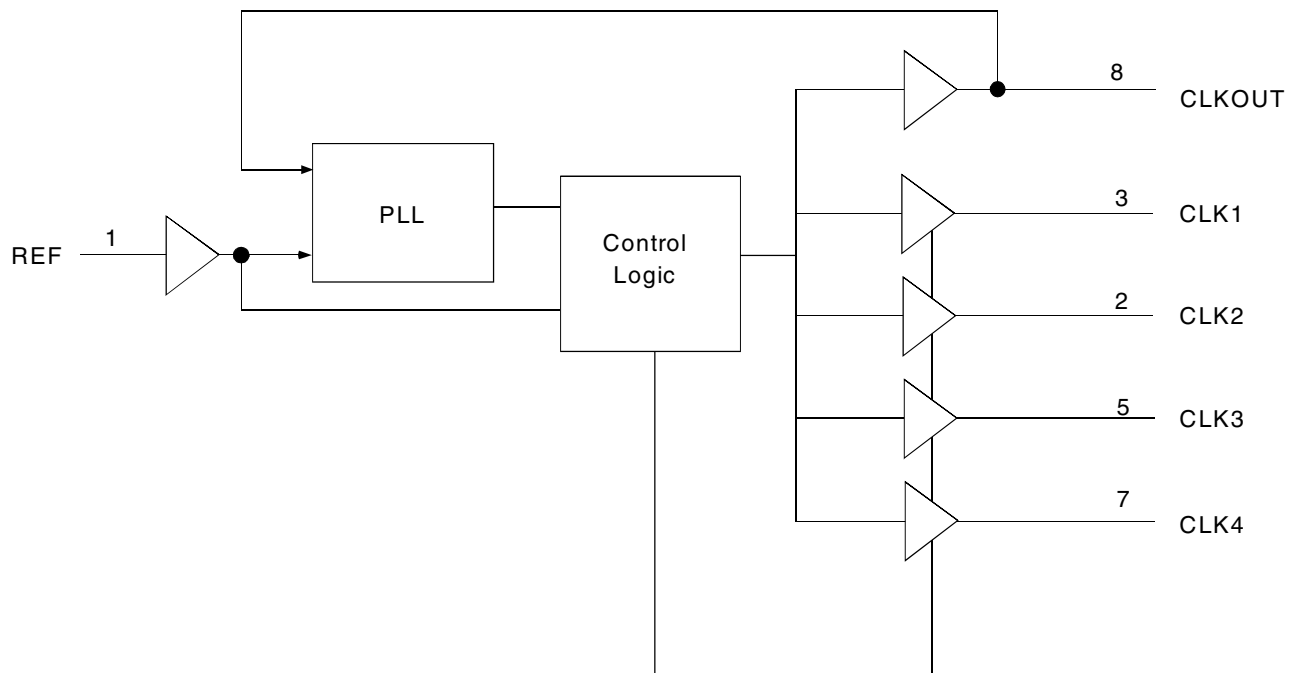 8
CLKOUT
PLL
3
CLK1
REF
1
Control
Logic
2
CLK2
5
CLK3
7
CLK4